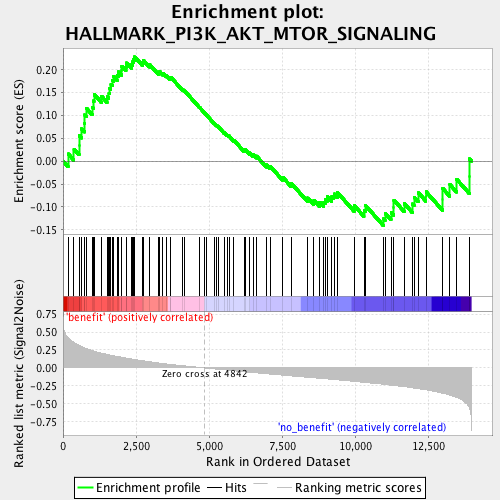 Enrichment plot:
HALLMARK_PI3K_AKT_MTOR_SIGNALING
Enrichment score (ES)
0.20
0.15
0.10
0.05
0.00
-0.05
-0.10
-0.15
Ranked list metric (Signal2Noise)
0.75
0.50
0.25
0.00
-0.25
-0.50
-0.75
'benefit' (positively correlated)
Zero cross at 4842
'no_benefit' (negatively correlated)
0
2,500
5,000
7,500
10,000
12,500
Rank in Ordered Dataset
Enrichment profile
Hits
Ranking metric scores